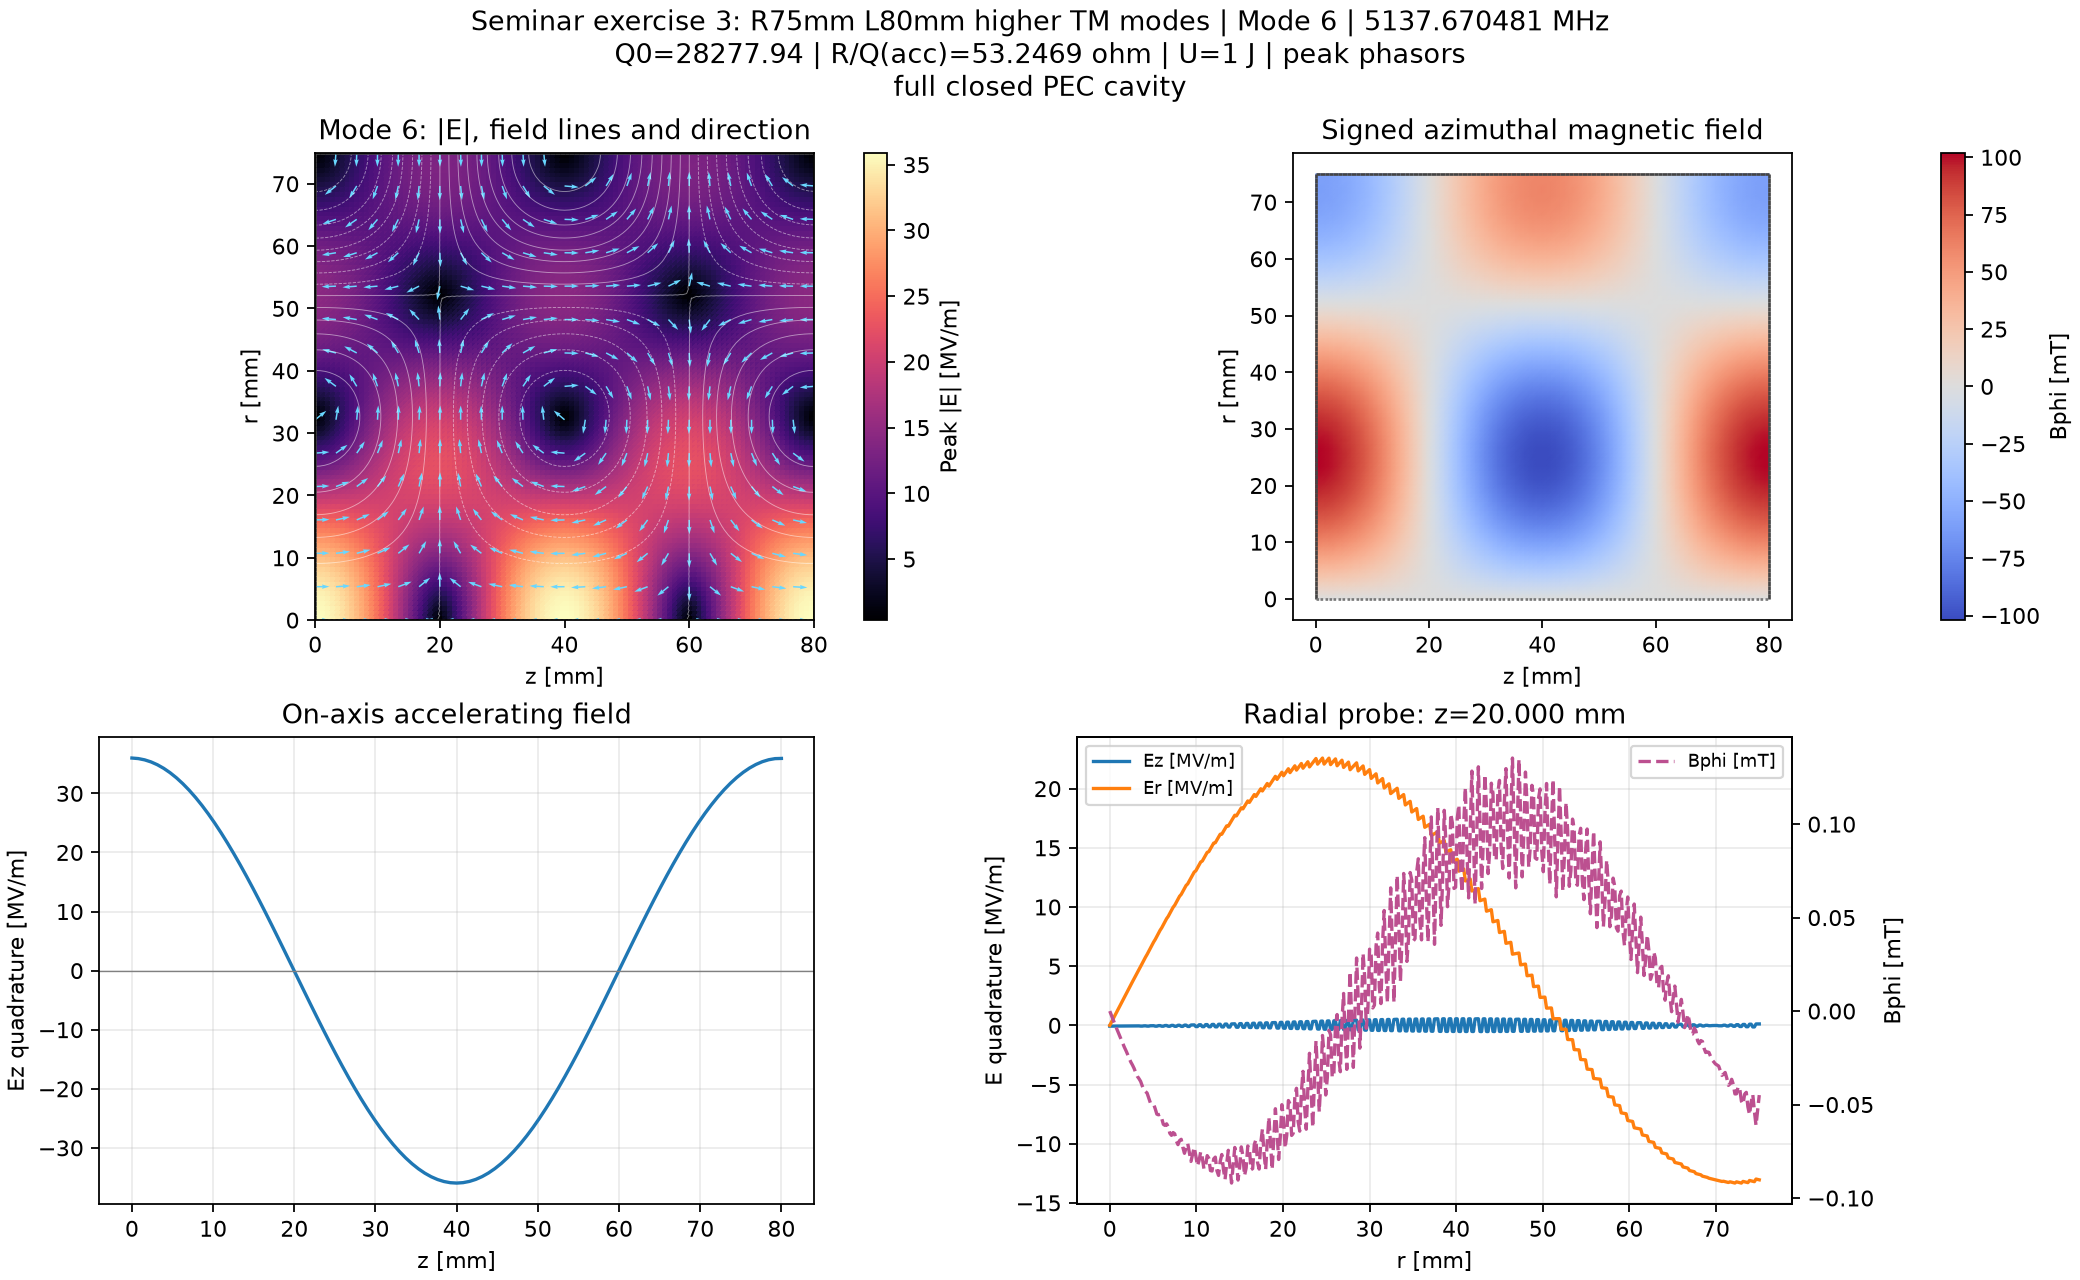 Seminar exercise 3: R75mm L80mm higher TM modes | Mode 6 | 5137.670481 MHz
Q0=28277.94 | R/Q(acc)=53.2469 ohm | U=1 J | peak phasors
full closed PEC cavity
Mode 6: |E|, field lines and direction
70
60
50
40
30
20
10
0
r [mm]
0 20 40 60 80
z [mm]
35
30
25
20
15
10
5
Peak |E| [MV/m]
Signed azimuthal magnetic field
70
60
50
40
30
20
10
0
r [mm]
0 20 40 60 80
z [mm]
100
75
50
25
0
−25
−50
−75
−100
Bphi [mT]
On-axis accelerating field
30
20
10
0
−10
−20
−30
Ez quadrature [MV/m]
0 10 20 30 40 50 60 70 80
z [mm]
Radial probe: z=20.000 mm
Ez [MV/m]
Er [MV/m]
Bphi [mT]
20
15
10
5
0
−5
−10
−15
E quadrature [MV/m]
0 10 20 30 40 50 60 70
r [mm]
0.10
0.05
0.00
−0.05
−0.10
Bphi [mT]